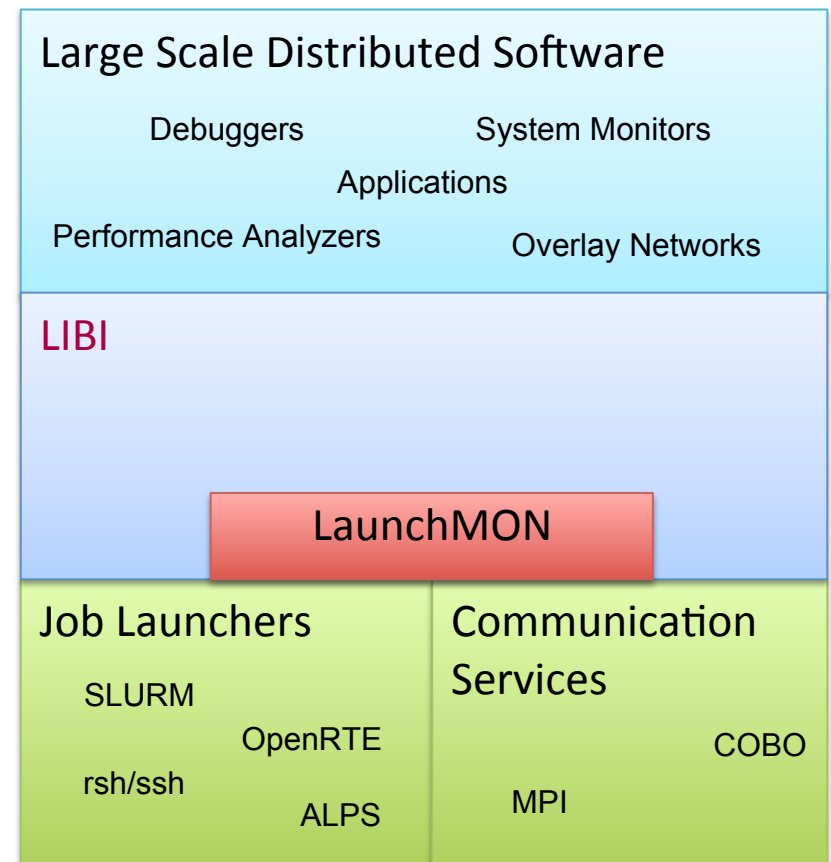 Large Scale Distributed Software
Debuggers
System Monitors
Applications
Performance Analyzers
Overlay Networks
LIBI
LaunchMON
Job Launchers
SLURM
OpenRTE
rsh/ssh
ALPS
Communication
Services
COBO
MPI